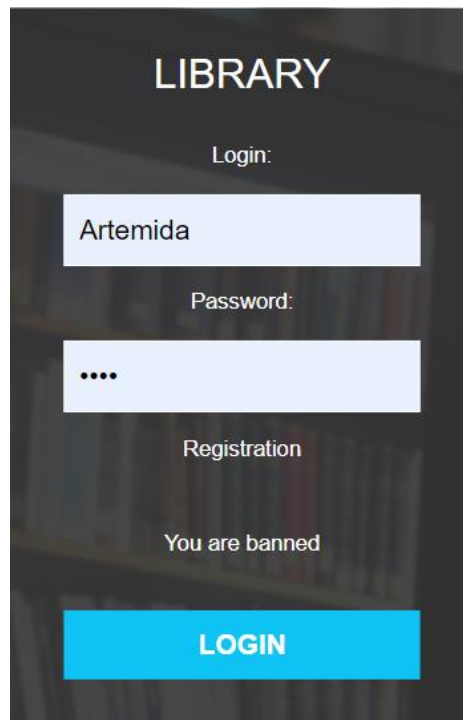 LIBRARY
Login:
Artemida
Password:
••••
Registration
You are banned
LOGIN